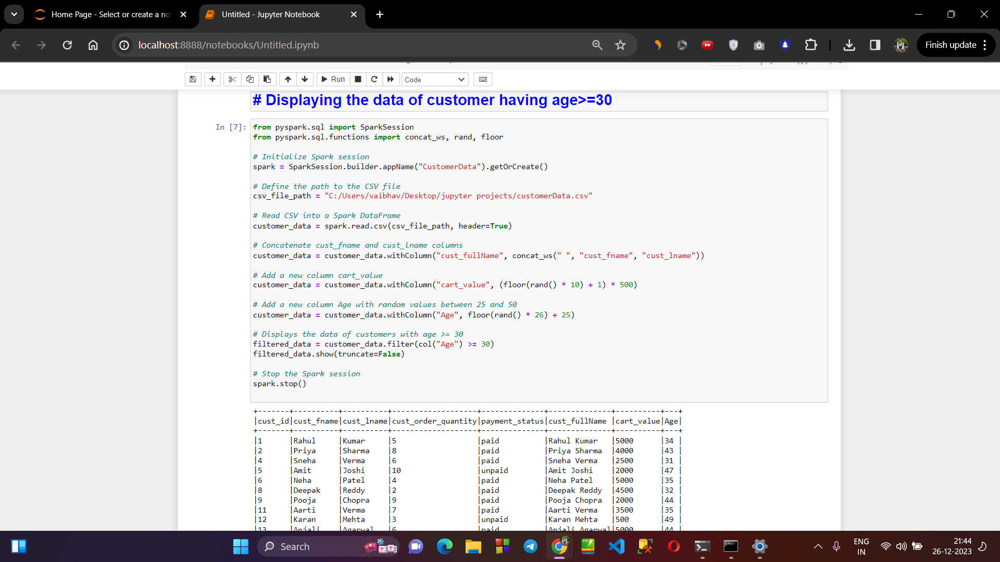 Home Page - Select or create a no
Untitled - Jupyter Notebook
localhost:8888/notebooks/Untitled.ipynb
Finish update
Run
Code
# Displaying the data of customer having age>=30
In [7]:
from pyspark.sql import SparkSession
from pyspark.sql.functions import concat_ws, rand, floor
# Initialize Spark session
spark = SparkSession.builder.appName("CustomerData").getOrCreate()
# Define the path to the CSV file
csv_file_path = "C:/Users/vaibhav/Desktop/jupyter projects/customerData.csv"
# Read CSV into a Spark DataFrame
customer_data = spark.read.csv(csv_file_path, header=True)
# Concatenate cust_fname and cust_lname columns
customer_data = customer_data.withColumn("cust_fullName", concat_ws(" ", "cust_fname", "cust_lname"))
# Add a new column cart_value
customer_data = customer_data.withColumn("cart_value", (floor(rand() * 10) + 1) * 500)
# Add a new column Age with random values between 25 and 50
customer_data = customer_data.withColumn("Age", floor(rand() * 26) + 25)
# Displays the data of customers with age >= 30
filtered_data = customer_data.filter(col("Age") >= 30)
filtered_data.show(truncate=False)
# Stop the Spark session
spark.stop()
+-------+----------+----------+-------------------+--------------+--------------+----------+---+
|cust_id|cust_fname|cust_lname|cust_order_quantity|payment_status|cust_fullName |cart_value|Age|
+-------+----------+----------+-------------------+--------------+--------------+----------+---+
|1      |Rahul     |Kumar     |5                  |paid          |Rahul Kumar   |5000      |34 |
|2      |Priya     |Sharma    |8                  |paid          |Priya Sharma  |4000      |43 |
|4      |Sneha     |Verma     |6                  |paid          |Sneha Verma   |2500      |31 |
|5      |Amit      |Joshi     |10                 |unpaid        |Amit Joshi    |2000      |47 |
|6      |Neha      |Patel     |4                  |paid          |Neha Patel    |5000      |35 |
|8      |Deepak    |Reddy     |2                  |paid          |Deepak Reddy  |4500      |32 |
|9      |Pooja     |Chopra    |9                  |paid          |Pooja Chopra  |2000      |44 |
|11     |Aarti     |Verma     |7                  |paid          |Aarti Verma   |3500      |35 |
|12     |Karan     |Mehta     |3                  |unpaid        |Karan Mehta   |500       |49 |
|13     |Anjali    |Agarwal   |6                  |paid          |Anjali Agarwal|5000      |44 |
Search
ENG
IN
21:44
26-12-2023